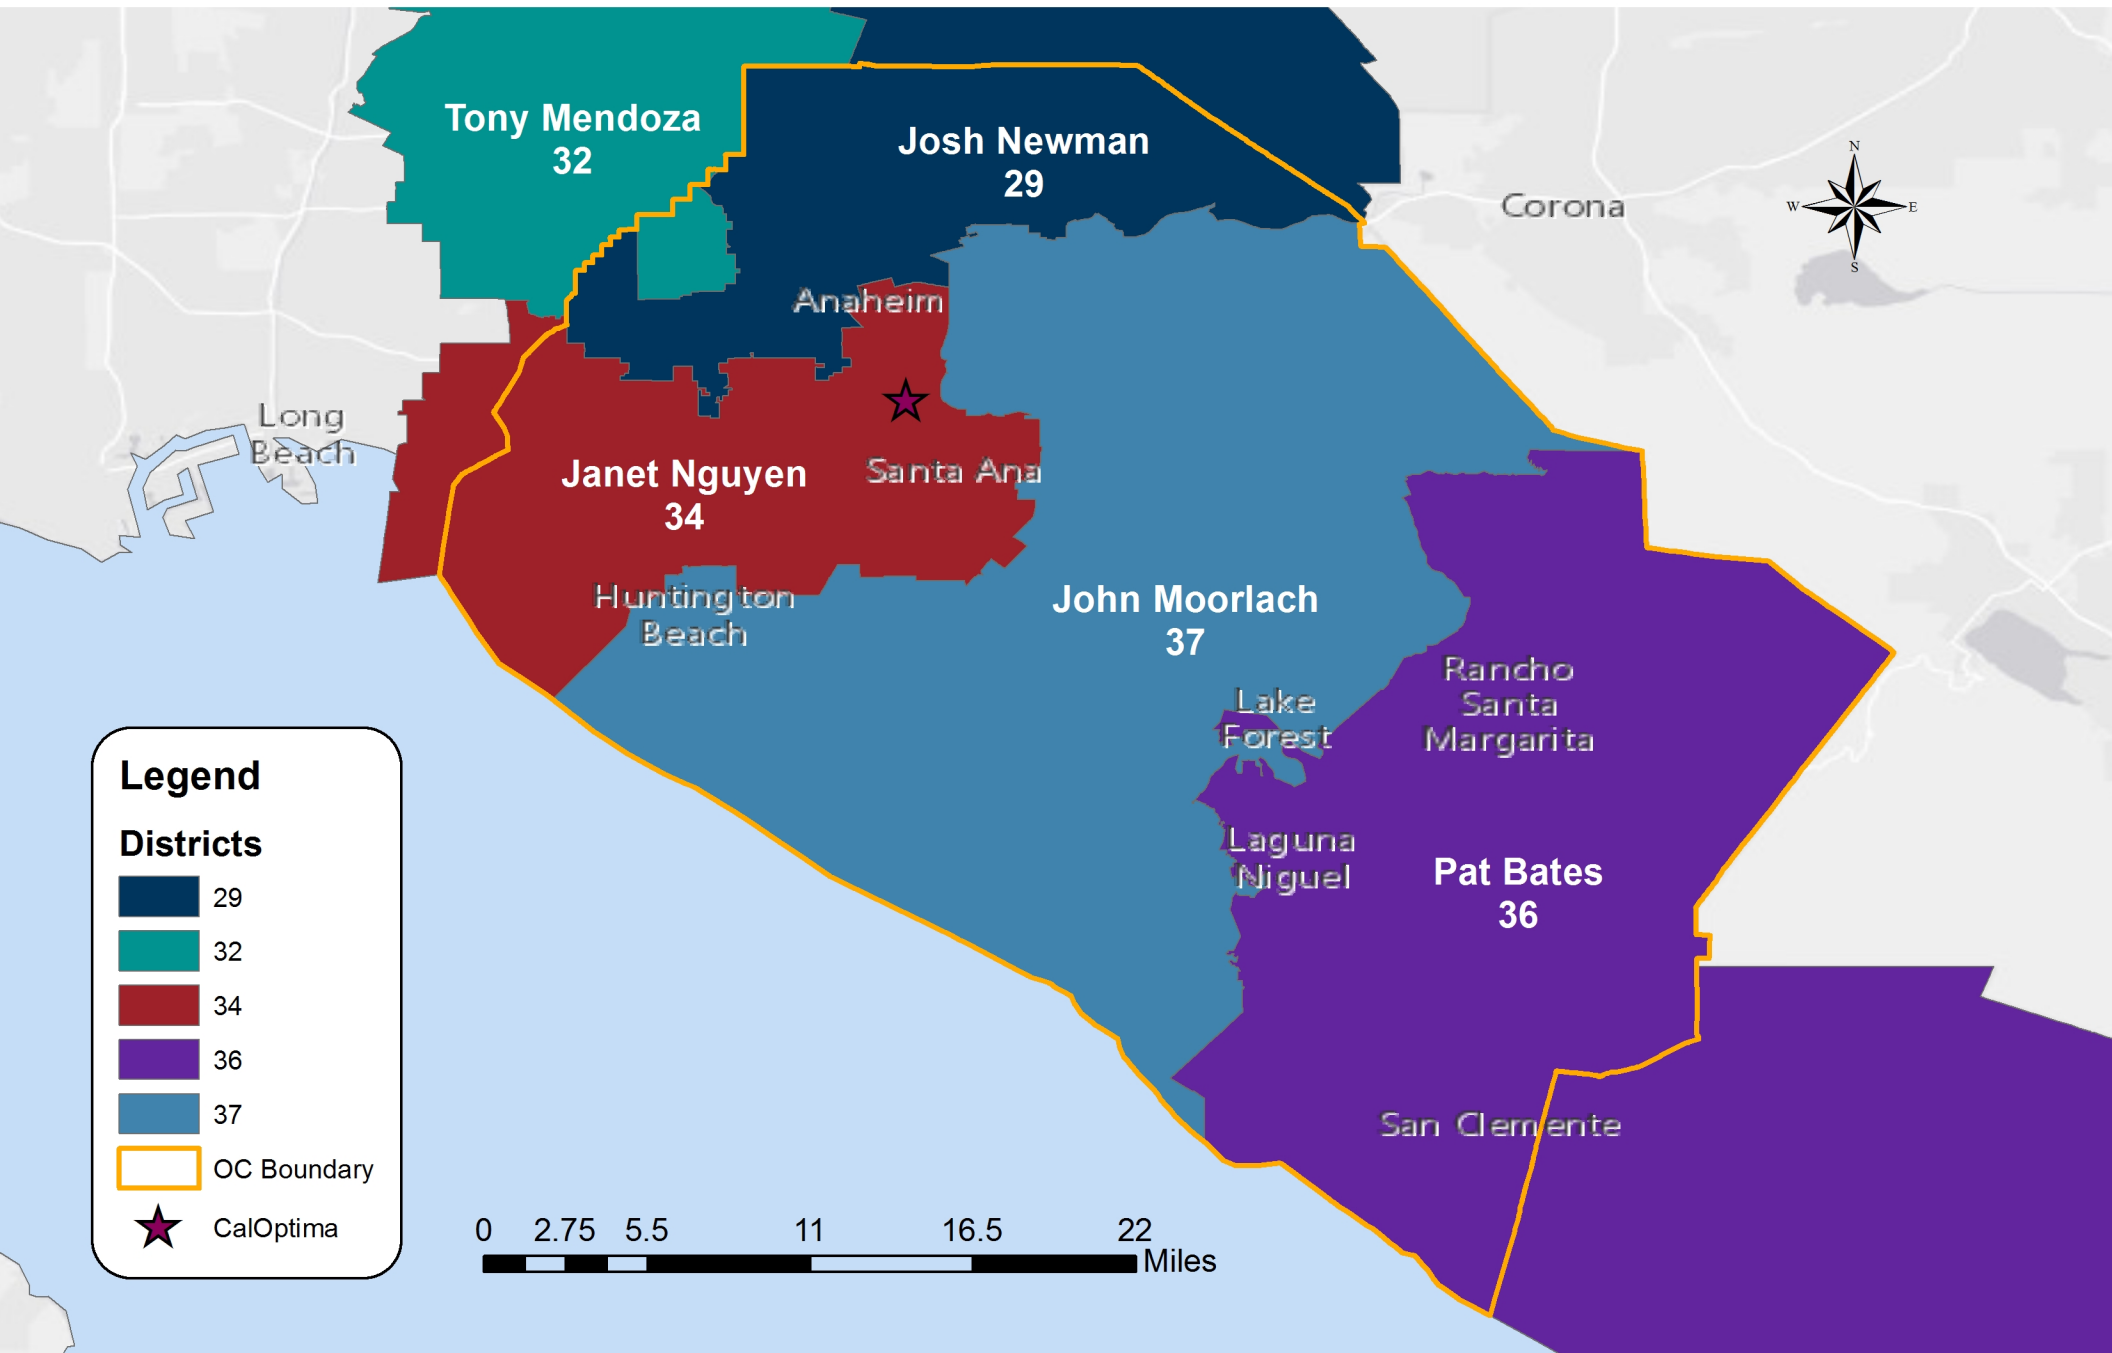 Tony Mendoza
32
Josh Newman
29
N
W
E
S
Corona
Anaheim
Long
Beach
Janet Nguyen
34
Santa Ana
Huntington
Beach
John Moorlach
37
Rancho
Santa
Margarita
Lake
Forest
Laguna
Niguel
Pat Bates
36
San Clemente
Legend
Districts
29
32
34
36
37
OC Boundary
CalOptima
0 2.75 5.5 11 16.5 22
Miles